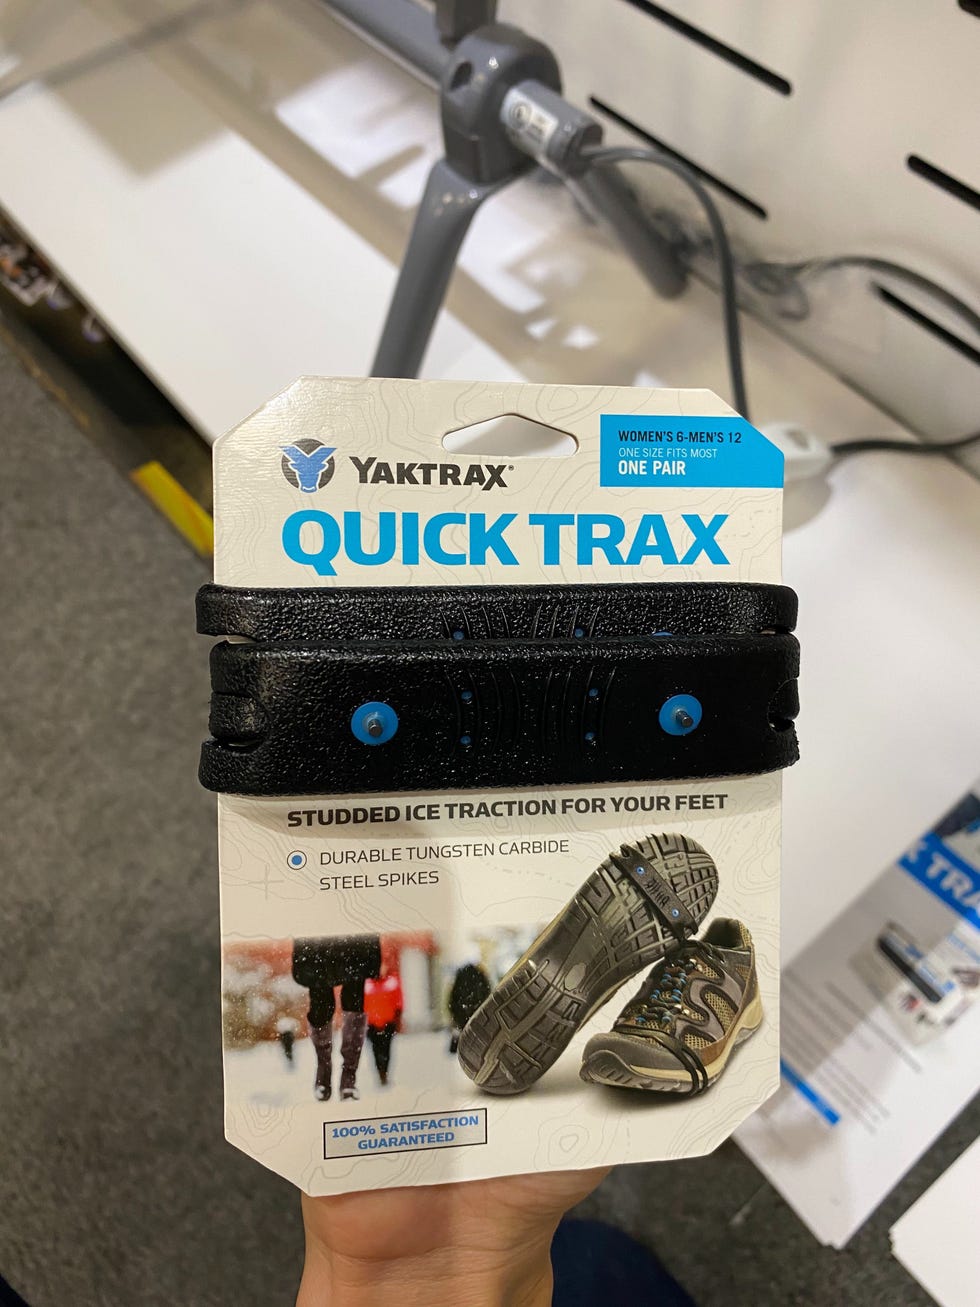 YAKTRAX®
WOMEN'S 6-MEN'S 12
ONE SIZE FITS MOST
ONE PAIR
QUICK TRAX
STUDDED ICE TRACTION FOR YOUR FEET
DURABLE TUNGSTEN CARBIDE
STEEL SPIKES
100% SATISFACTION
GUARANTEED
K TRA